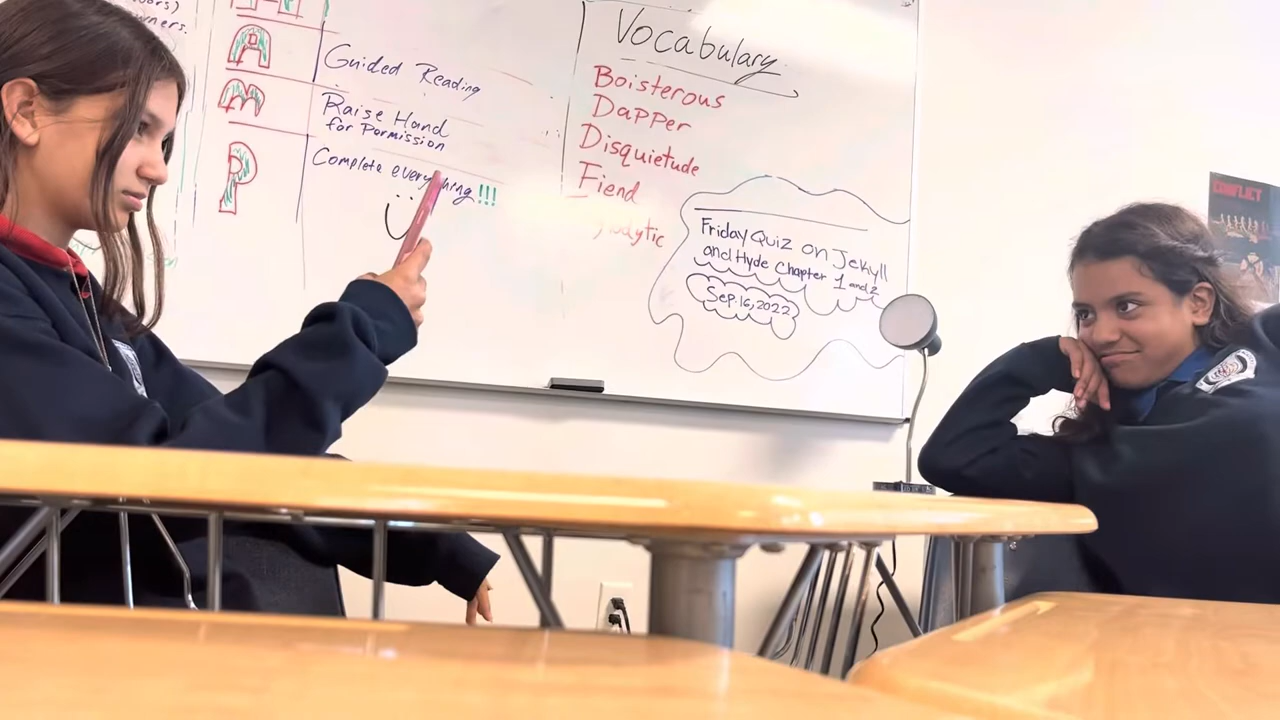 owners.
A
M
P
Guided Reading
Raise Hand
for Permission
Complete everything!!!
Vocabulary
Boisterous
Dapper
Disquietude
Fiend
Friday Quiz on Jekyll
and Hyde Chapter 1 and 2
Sep. 16, 2022
CONFLICT